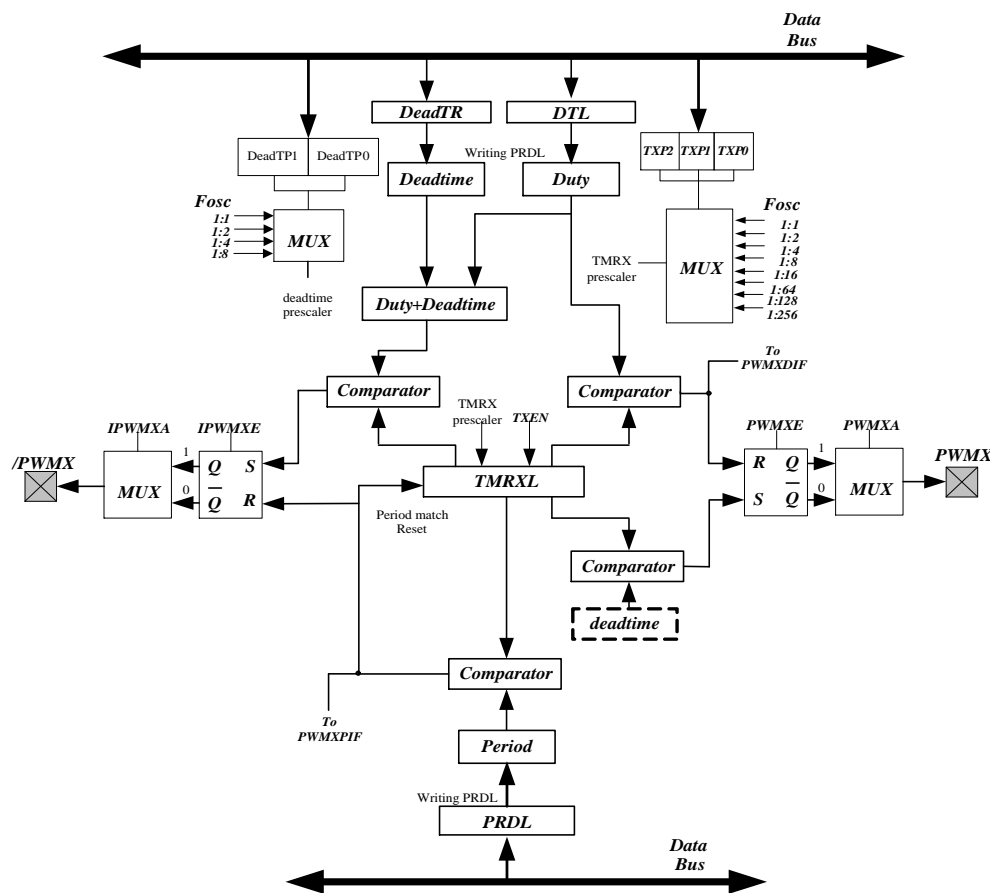 Data
Bus
DeadTR
DTL
DeadTP1
DeadTP0
Writing PRDL
TXP2
TXP1
TXP0
Deadtime
Duty
Fosc
1:1
1:2
1:4
1:8
MUX
Fosc
1:1
1:2
1:4
1:8
1:16
1:64
1:128
1:256
TMRX
prescaler
MUX
deadtime
prescaler
Duty+Deadtime
To
PWMXDIF
Comparator
Comparator
TMRX
prescaler
TXEN
IPWMXA
IPWMXE
PWMXE
PWMXA
/PWMX
MUX
1
0
Q
S
Q
R
TMRXL
R
Q
S
Q
1
0
MUX
PWMX
Period match
Reset
Comparator
deadtime
Comparator
To
PWMXPIF
Period
Writing PRDL
PRDL
Data
Bus